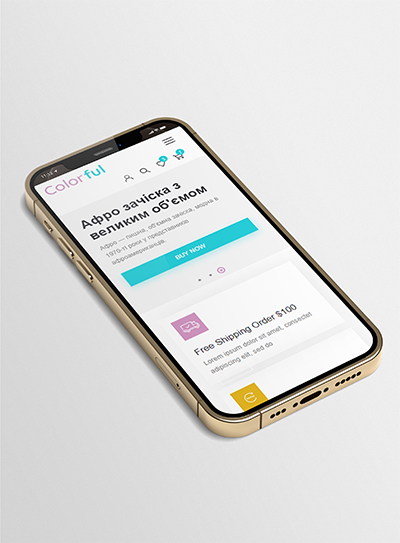 Colorful
Афро зачіска з
великим об'ємом
Афро — пишна, об'ємна зачіска, модна в
1970-ті роки у представників
афроамериканців.
BUY NOW
Free Shipping Order $100
Lorem ipsum dolor sit amet, consectet
adipiscing elit, sed do